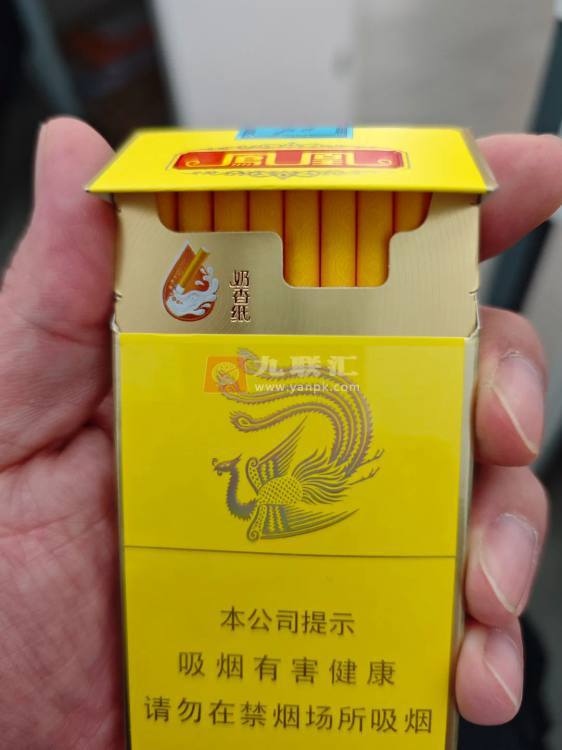 鳳凰
奶香纸
九联汇
www.yanpk.com
本公司提示
吸烟有害健康
请勿在禁烟场所吸烟